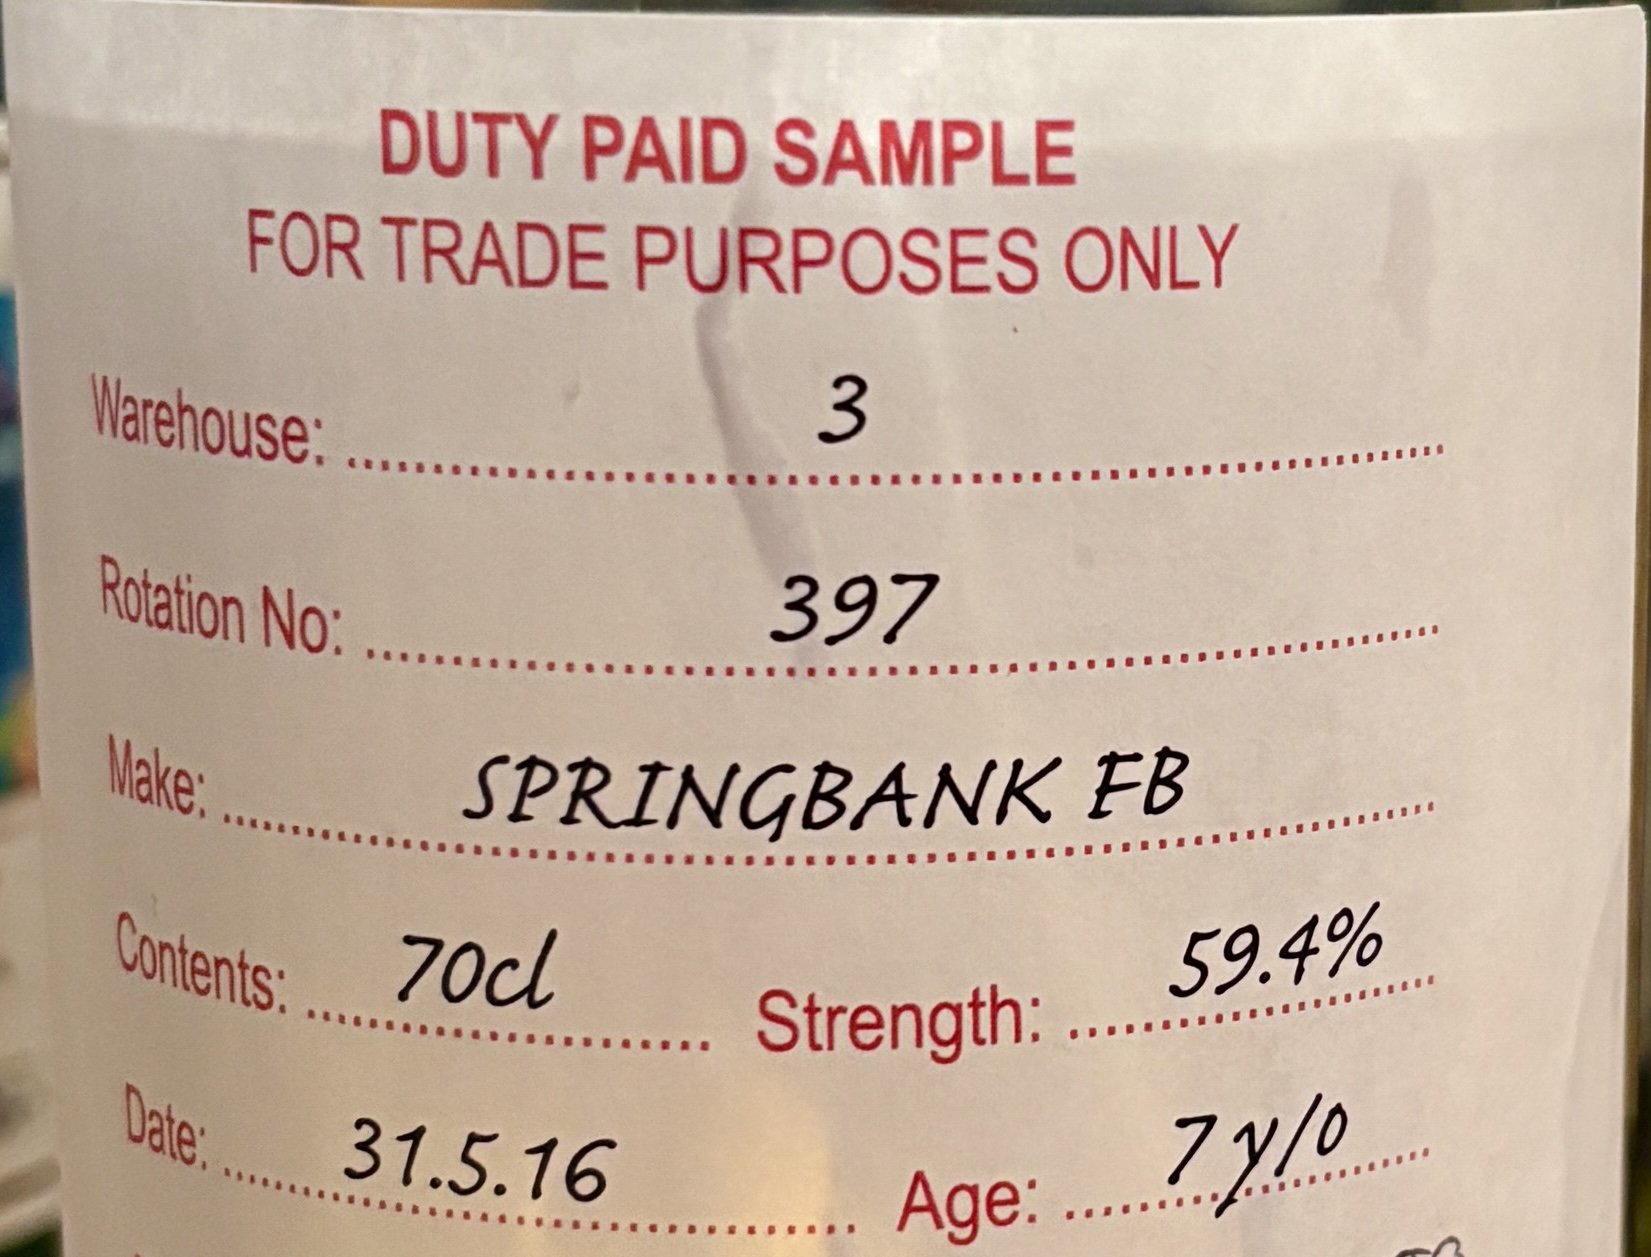 DUTY PAID SAMPLE
FOR TRADE PURPOSES ONLY
Warehouse: 3
Rotation No: 397
Make: SPRINGBANK FB
Contents: 70cl Strength: 59.4%
Date: 31.5.16 Age: 7 y/o